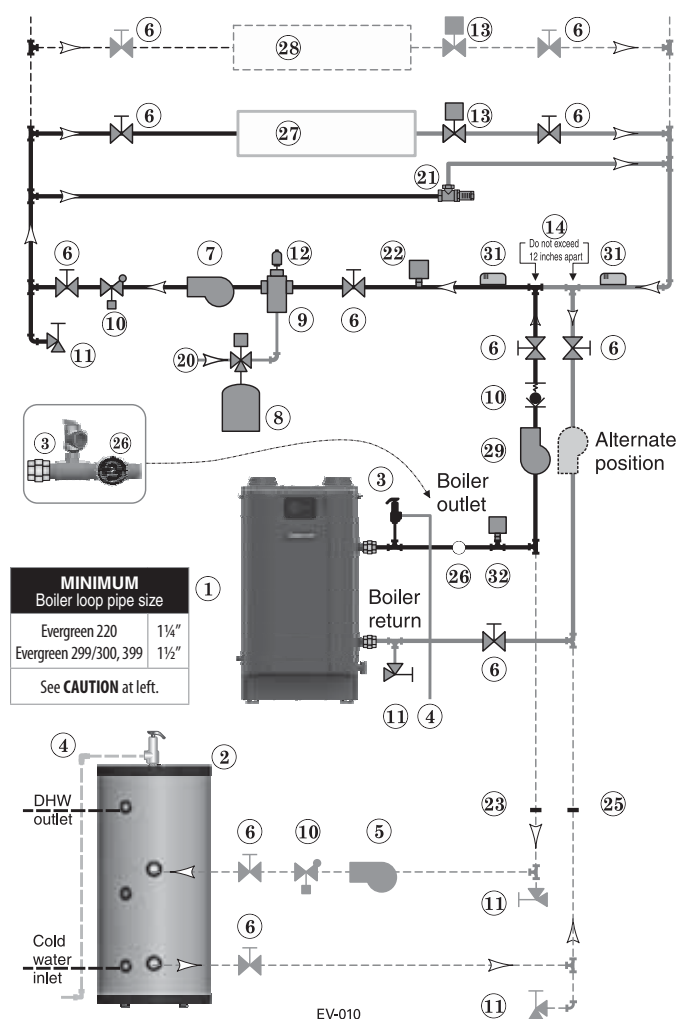 6
28
13
6
6
27
13
6
21
6
10
7
12
9
22
6
31
14
Do not exceed
12 inches apart
31
11
20
8
6
6
10
3
26
29
Alternate
position
3
Boiler
outlet
MINIMUM
Boiler loop pipe size
Evergreen 220 1¼"
Evergreen 299/300, 399 1½"
See CAUTION at left.
1
26
32
Boiler
return
6
11
4
4
2
DHW
outlet
23
25
6
10
5
11
6
Cold
water
inlet
11
EV-010